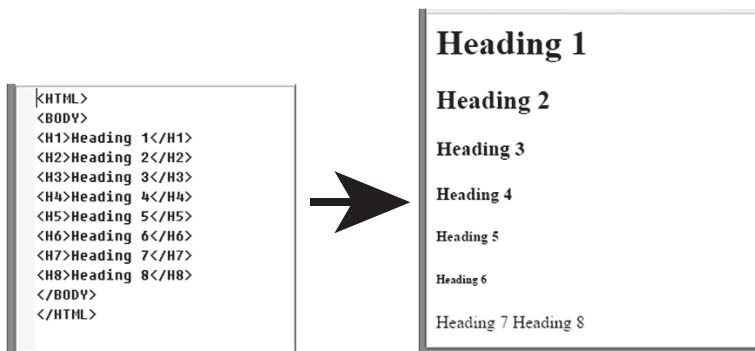 <HTML>
<BODY>
<H1>Heading 1</H1>
<H2>Heading 2</H2>
<H3>Heading 3</H3>
<H4>Heading 4</H4>
<H5>Heading 5</H5>
<H6>Heading 6</H6>
<H7>Heading 7</H7>
<H8>Heading 8</H8>
</BODY>
</HTML>
Heading 1
Heading 2
Heading 3
Heading 4
Heading 5
Heading 6
Heading 7 Heading 8